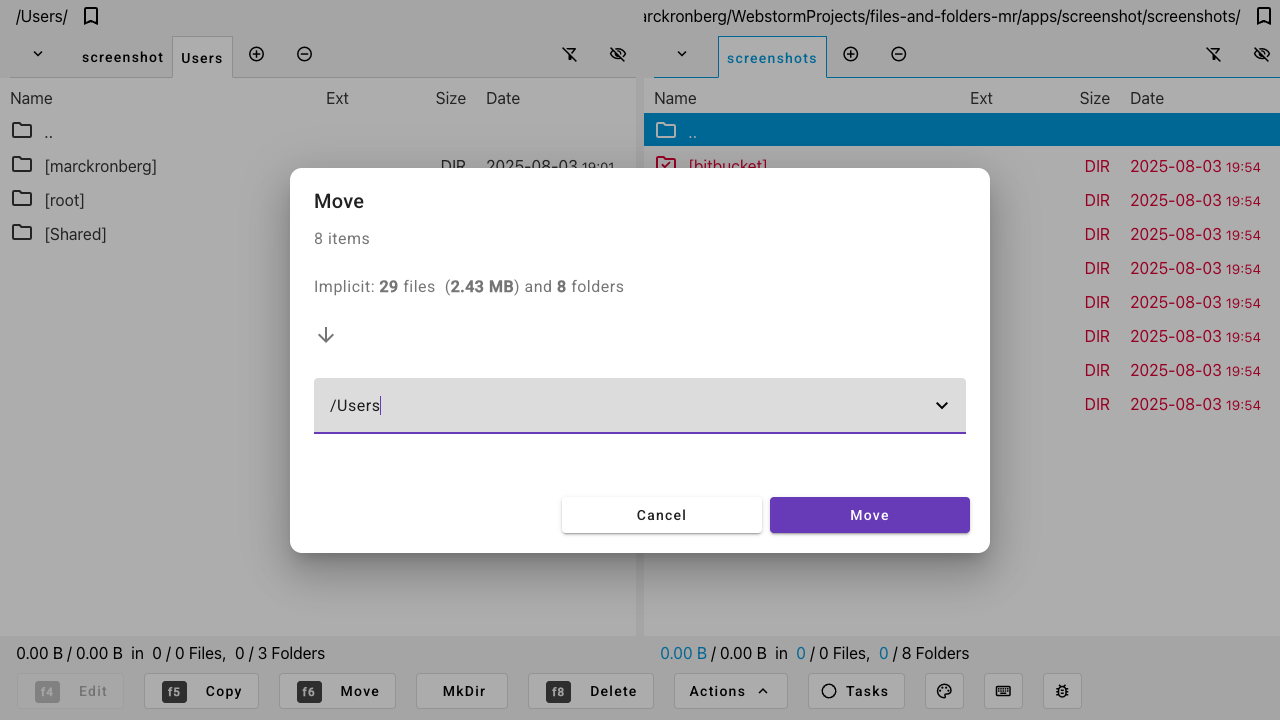 /Users/
arckronberg/WebstormProjects/files-and-folders-mr/apps/screenshot/screenshots/
screenshot Users
screenshots
Name Ext Size Date
Name Ext Size Date
..
..
[marckronberg] DIR 2025-08-03 19:01
[bitbucket] DIR 2025-08-03 19:54
[root]
DIR 2025-08-03 19:54
[Shared]
DIR 2025-08-03 19:54
DIR 2025-08-03 19:54
DIR 2025-08-03 19:54
DIR 2025-08-03 19:54
DIR 2025-08-03 19:54
DIR 2025-08-03 19:54
Move
8 items
Implicit: 29 files (2.43 MB) and 8 folders
/Users
Cancel Move
0.00 B / 0.00 B in 0 / 0 Files, 0 / 3 Folders
0.00 B / 0.00 B in 0 / 0 Files, 0 / 8 Folders
f4 Edit f5 Copy f6 Move MkDir f8 Delete Actions Tasks